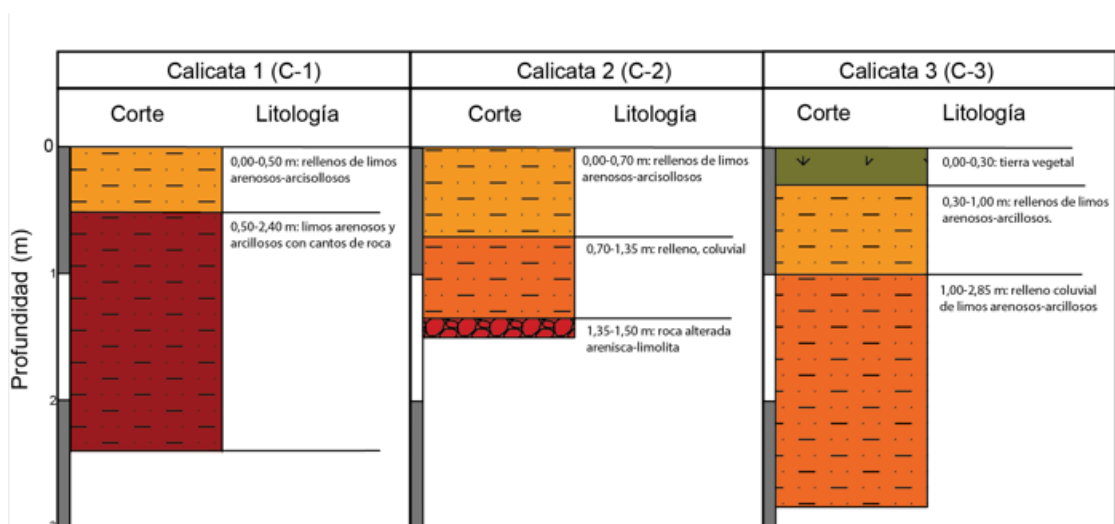 Calicata 1 (C-1)
Calicata 2 (C-2)
Calicata 3 (C-3)
Corte
Litología
Corte
Litología
Corte
Litología
Profundidad (m)
0
1
2
0,00-0,50 m: rellenos de limos
arenosos-arcisollosos
0,50-2,40 m: limos arenosos y
arcillosos con cantos de roca
0,00-0,70 m: rellenos de limos
arenosos-arcisollosos
0,70-1,35 m: relleno, coluvial
1,35-1,50 m: roca alterada
arenisca-limolita
0,00-0,30: tierra vegetal
0,30-1,00 m: rellenos de limos
arenosos-arcillosos.
1,00-2,85 m: relleno coluvial
de limos arenosos-arcillosos